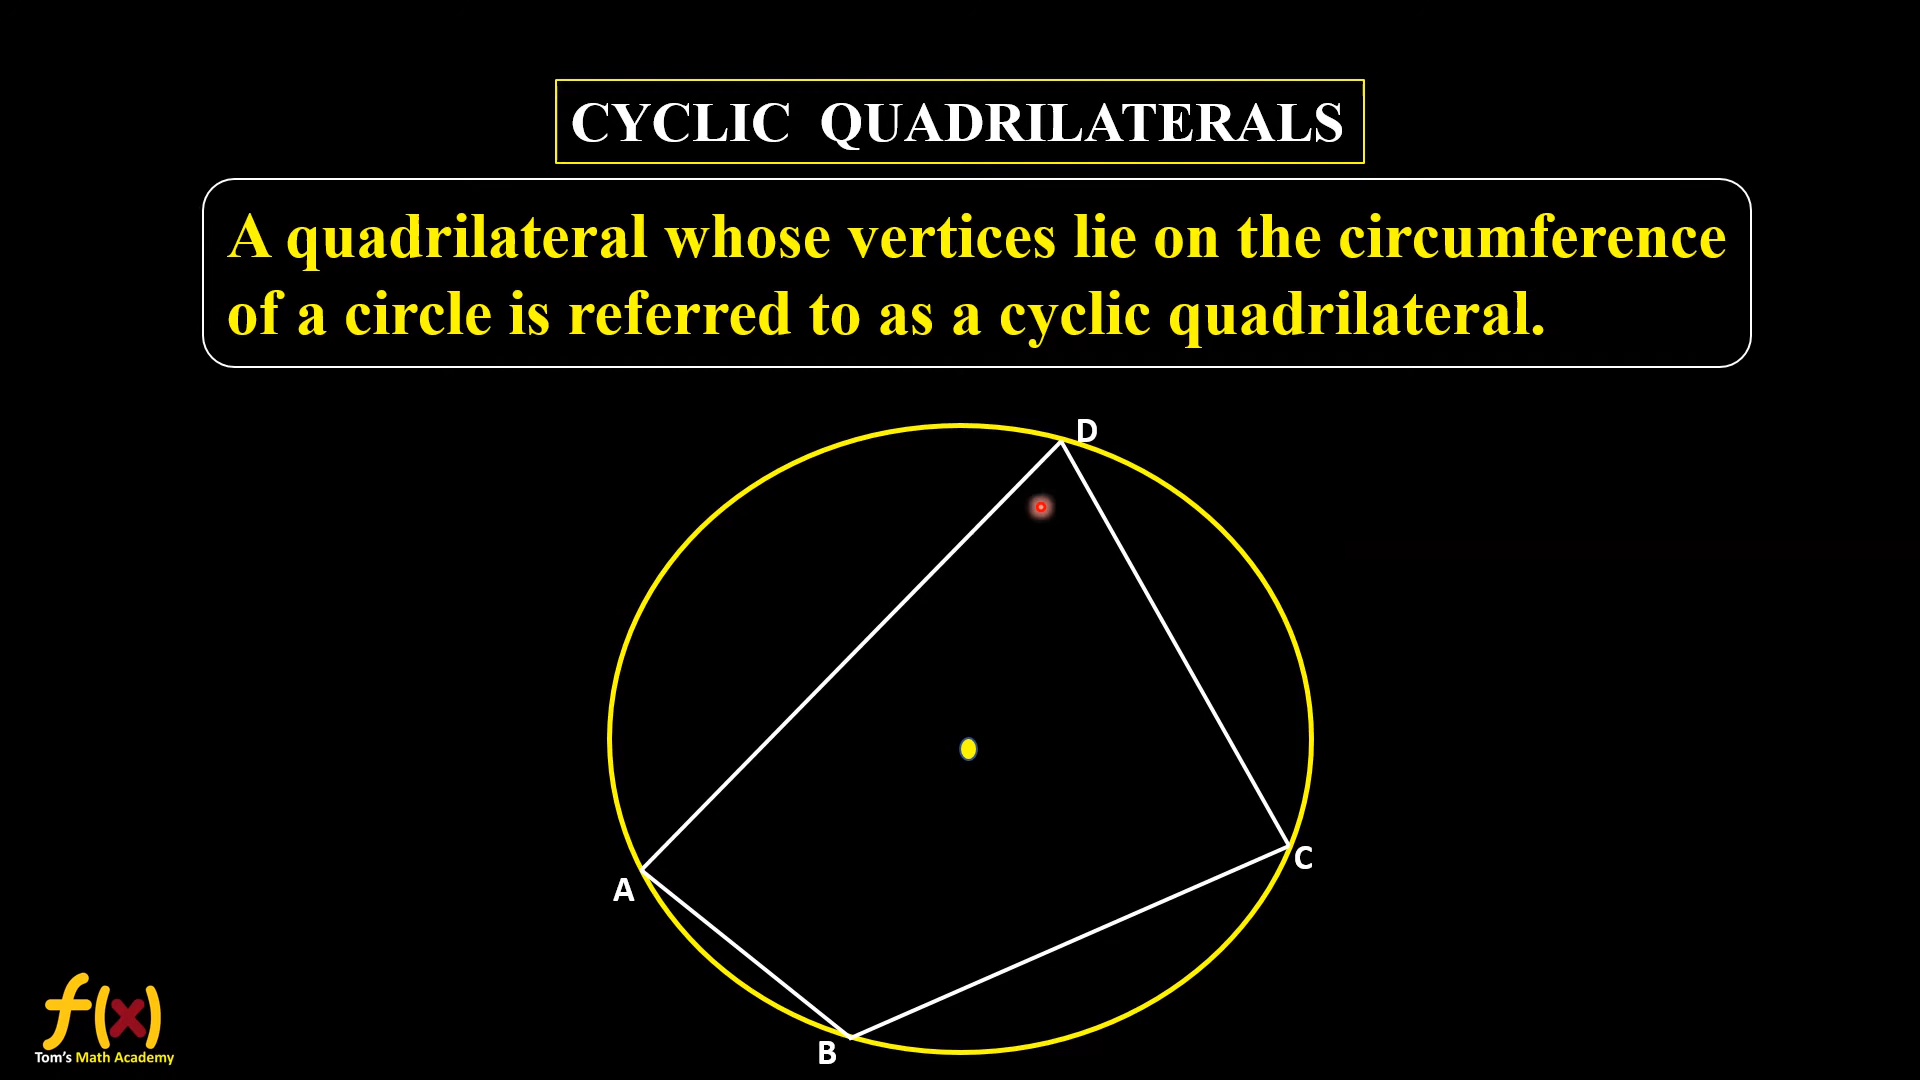 CYCLIC QUADRILATERALS
A quadrilateral whose vertices lie on the circumference
of a circle is referred to as a cyclic quadrilateral.
D
A
C
B
f(x)
Tom's Math Academy